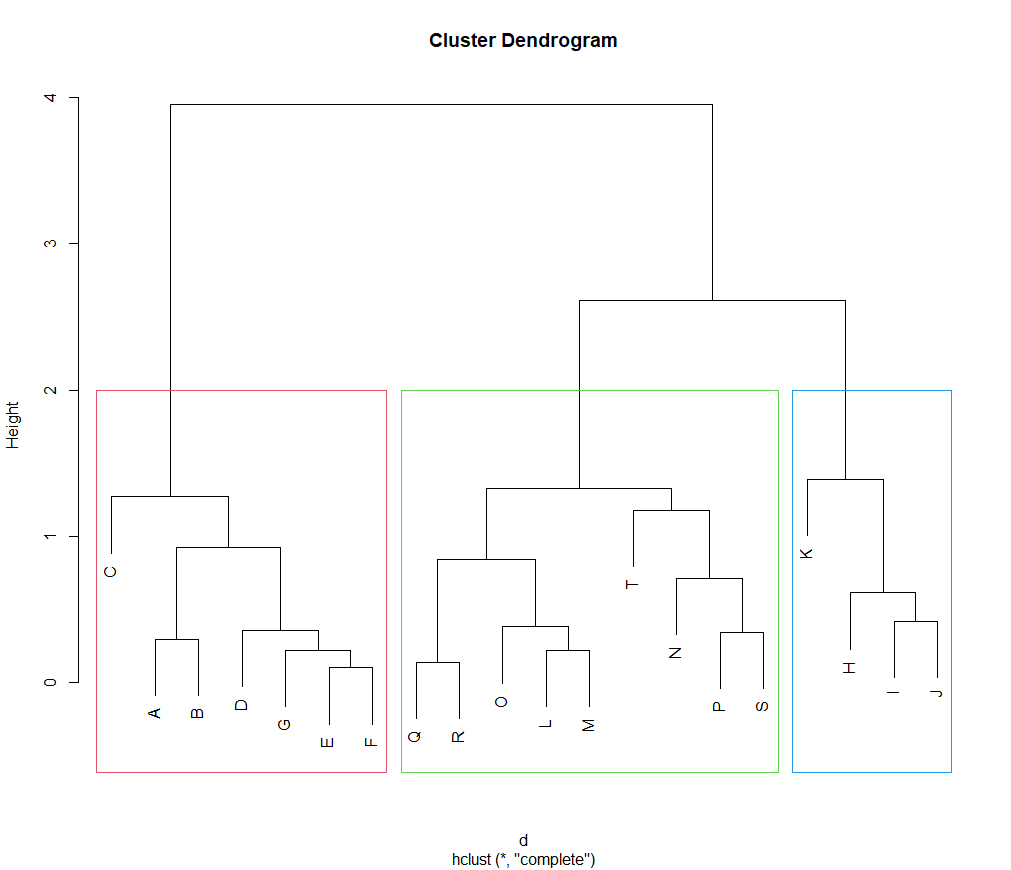 Cluster Dendrogram
4
3
2
1
0
Height
C
A
B
D
G
E
F
Q
R
O
L
M
T
N
P
S
K
H
I
J
d
hclust (*, "complete")